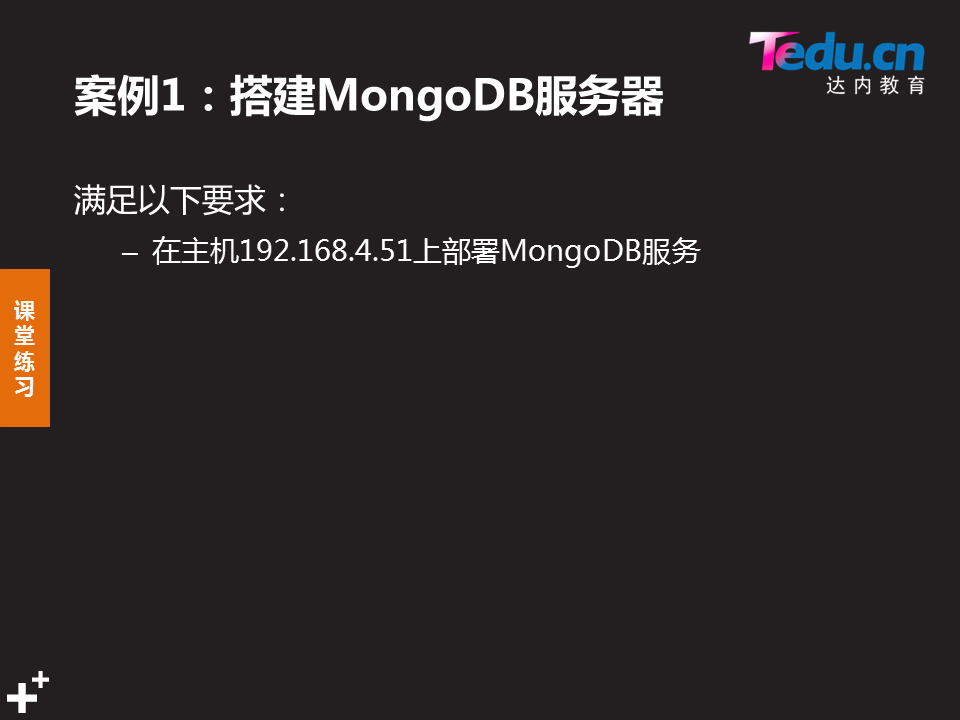 Tedu.cn
达内教育
案例1：搭建MongoDB服务器
满足以下要求：
– 在主机192.168.4.51上部署MongoDB服务
课
堂
练
习